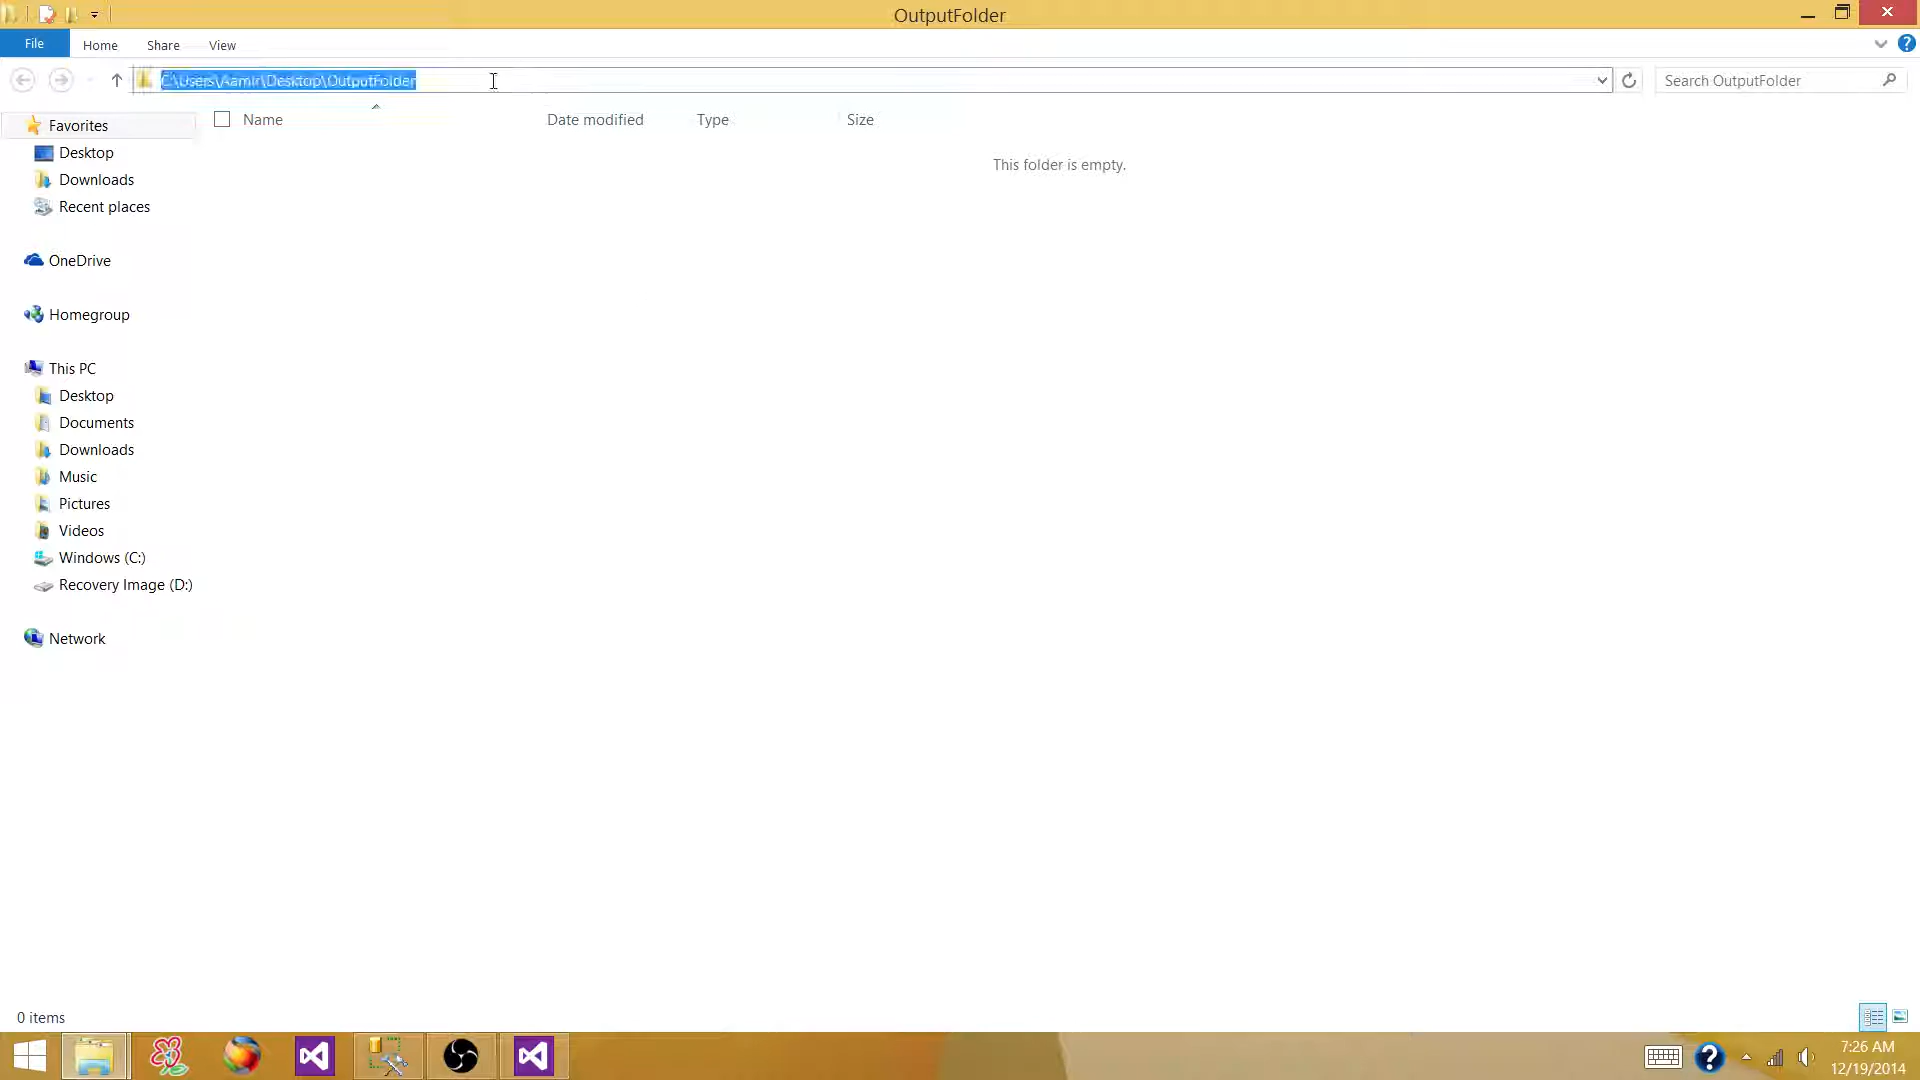 OutputFolder
File
Home
Share
View
C:\Users\Aamir\Desktop\OutputFolder
Search OutputFolder
Name
Date modified
Type
Size
This folder is empty.
Favorites
Desktop
Downloads
Recent places
OneDrive
Homegroup
This PC
Desktop
Documents
Downloads
Music
Pictures
Videos
Windows (C:)
Recovery Image (D:)
Network
0 items
7:26 AM
12/19/2014